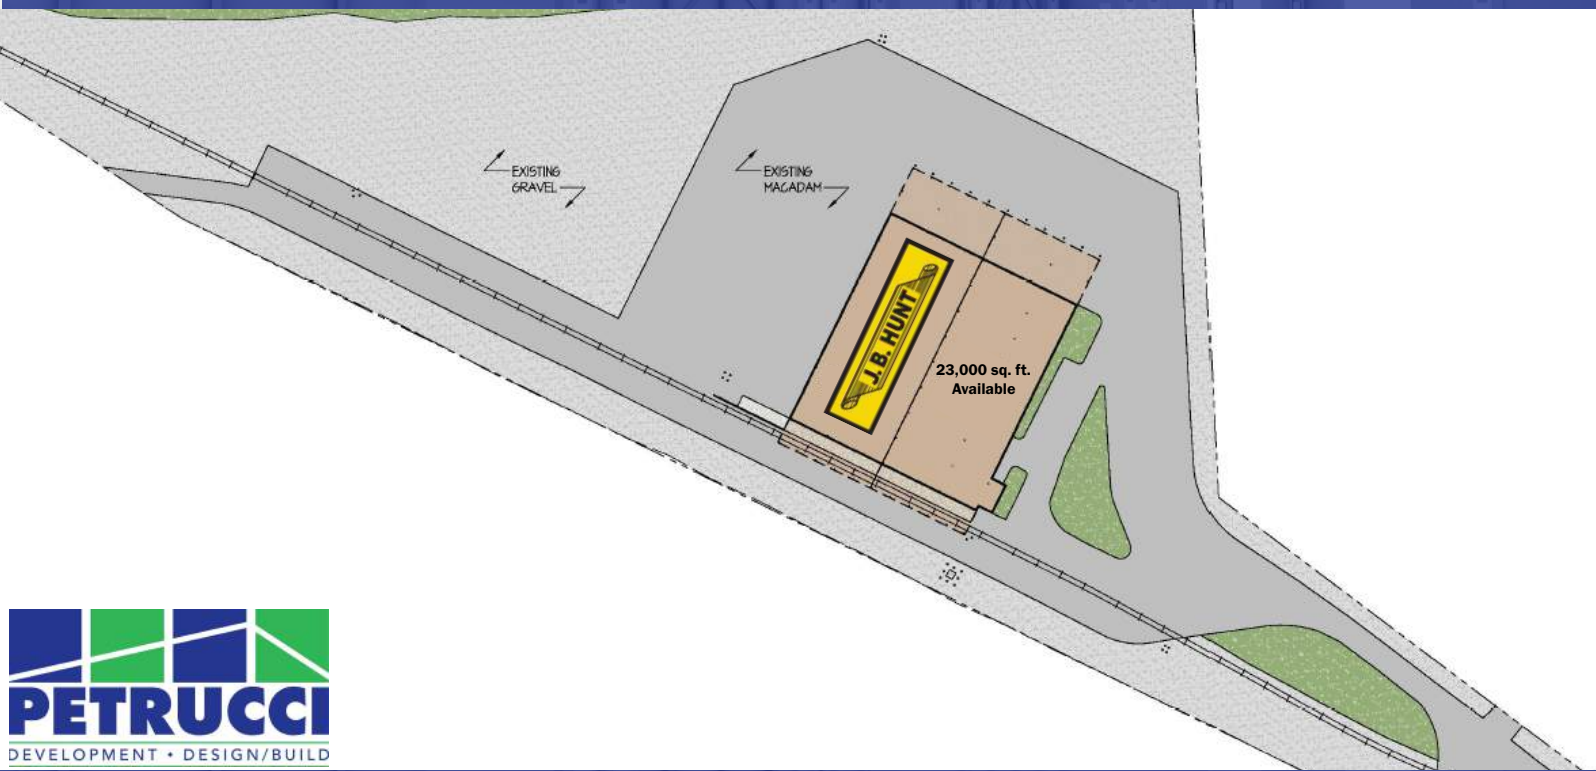 EXISTING
GRAVEL
EXISTING
MACADAM
J.B. HUNT
23,000 sq. ft.
Available
PETRUCCI
DEVELOPMENT • DESIGN/BUILD